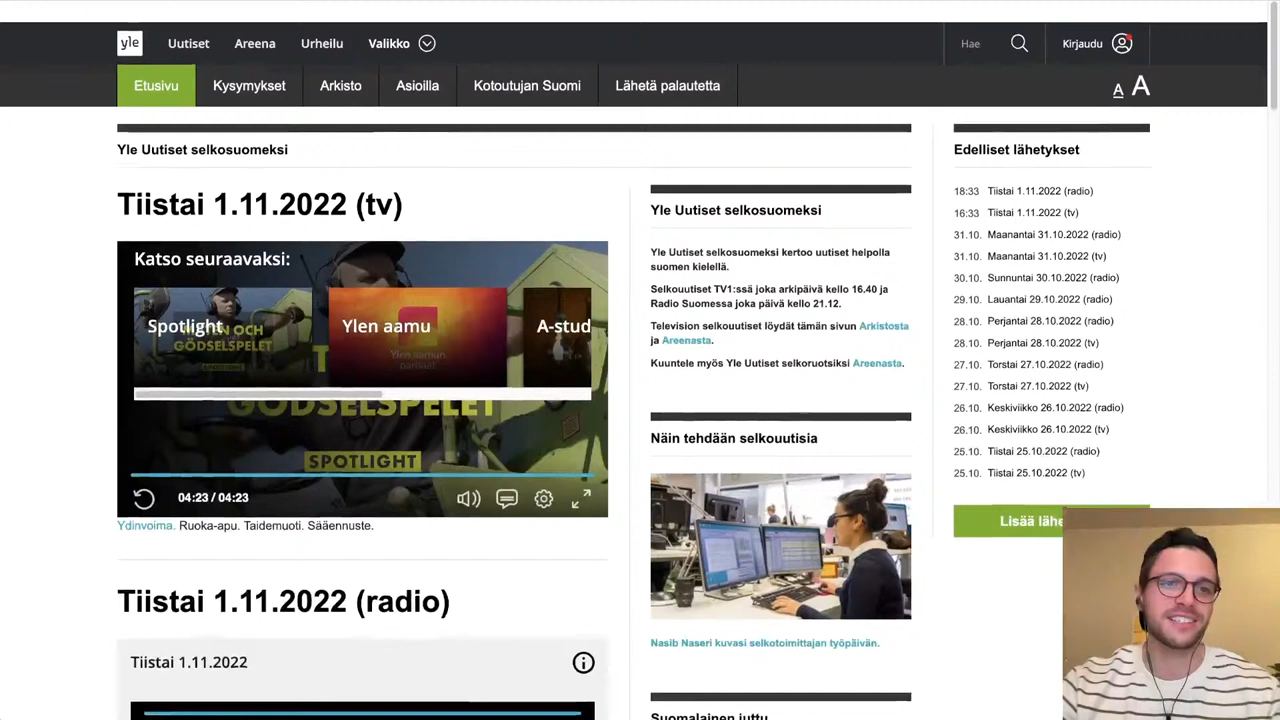 yle
Uutiset
Areena
Urheilu
Valikko
Hae
Kirjaudu
Etusivu
Kysymykset
Arkisto
Asioilla
Kotoutujan Suomi
Lähetä palautetta
A A
Yle Uutiset selkosuomeksi
Tiistai 1.11.2022 (tv)
Katso seuraavaksi:
Spotlight
EN OCH
GÖDSELSPELET
Ylen aamu
Ylen aamun
A-stud
GÖDSELSPELET
SPOTLIGHT
04:23 / 04:23
Ydinvoima. Ruoka-apu. Taidemuoti. Sääennuste.
Tiistai 1.11.2022 (radio)
Tiistai 1.11.2022
Yle Uutiset selkosuomeksi
Yle Uutiset selkosuomeksi kertoo uutiset helpolla
suomen kielellä.
Selkouutiset TV1:ssä joka arkipäivä kello 16.40 ja
Radio Suomessa joka päivä kello 21.12.
Television selkouutiset löydät tämän sivun Arkistosta
ja Areenasta.
Kuuntele myös Yle Uutiset selkoruotsiksi Areenasta.
Näin tehdään selkouutisia
Nasib Naseri kuvasi selkotoimittajan työpäivän.
Suomalainen juttu
Edelliset lähetykset
18:33 Tiistai 1.11.2022 (radio)
16:33 Tiistai 1.11.2022 (tv)
31.10. Maanantai 31.10.2022 (radio)
31.10. Maanantai 31.10.2022 (tv)
30.10. Sunnuntai 30.10.2022 (radio)
29.10. Lauantai 29.10.2022 (radio)
28.10. Perjantai 28.10.2022 (radio)
28.10. Perjantai 28.10.2022 (tv)
27.10. Torstai 27.10.2022 (radio)
27.10. Torstai 27.10.2022 (tv)
26.10. Keskiviikko 26.10.2022 (radio)
26.10. Keskiviikko 26.10.2022 (tv)
25.10. Tiistai 25.10.2022 (radio)
25.10. Tiistai 25.10.2022 (tv)
Lisää lähe